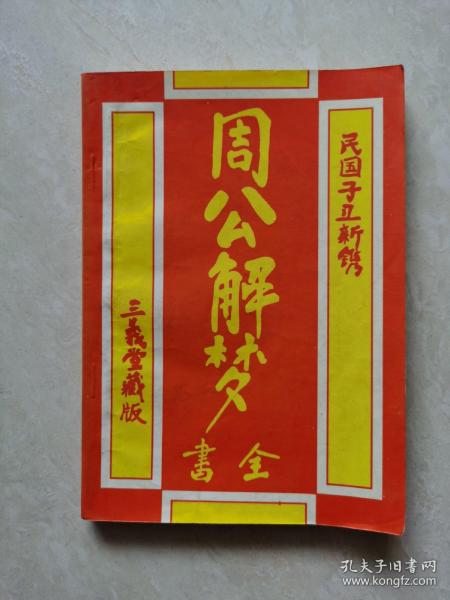 民国子丑新镌
周公解梦
全書
三義堂藏版
孔夫子旧书网
www.kongfz.com